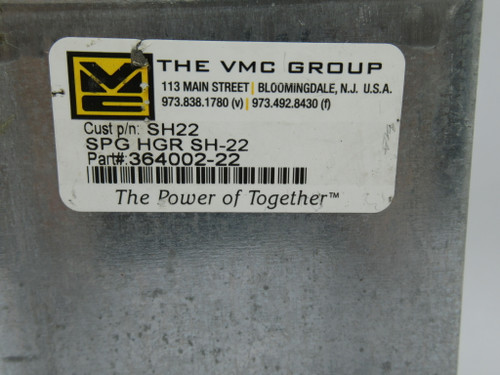 VMC
THE VMC GROUP
113 MAIN STREET | BLOOMINGDALE, N.J. U.S.A.
973.838.1780 (v) | 973.492.8430 (f)
Cust p/n: SH22
SPG HGR SH-22
Part#:364002-22
The Power of Together™